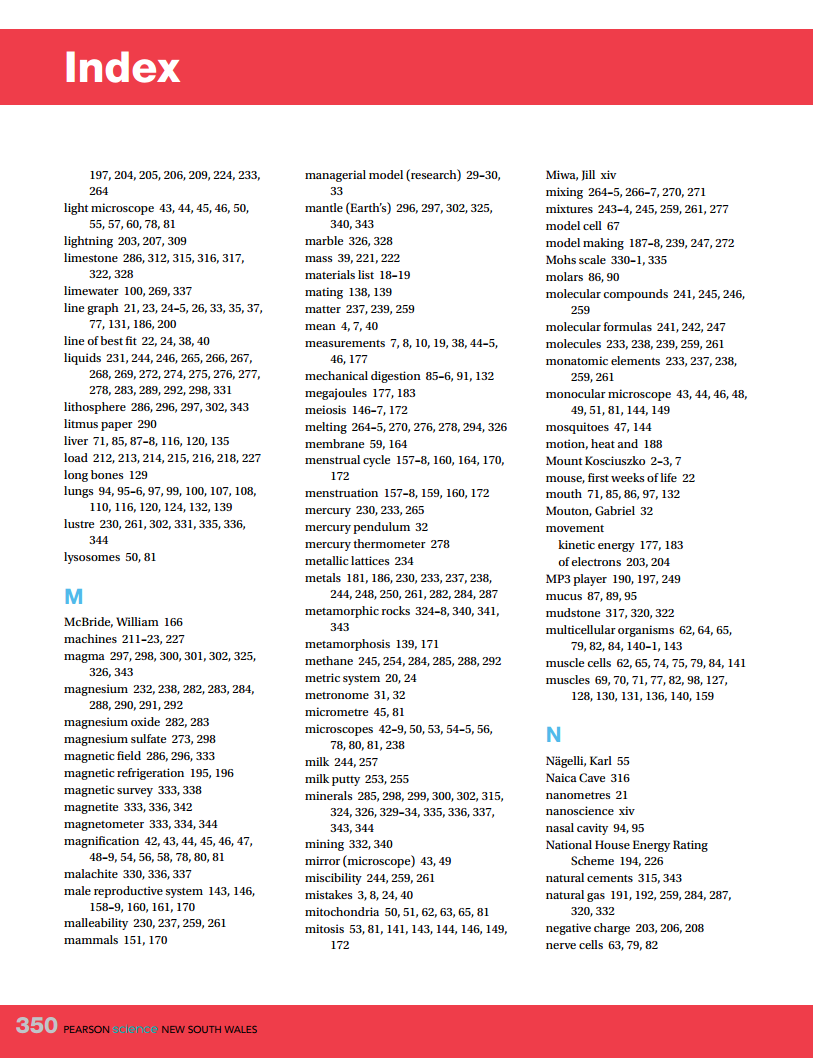 Index
197, 204, 205, 206, 209, 224, 233,
264
light microscope 43, 44, 45, 46, 50,
55, 57, 60, 78, 81
lightning 203, 207, 309
limestone 286, 312, 315, 316, 317,
322, 328
limewater 100, 269, 337
line graph 21, 23, 24–5, 26, 33, 35, 37,
77, 131, 186, 200
line of best fit 22, 24, 38, 40
liquids 231, 244, 246, 265, 266, 267,
268, 269, 272, 274, 275, 276, 277,
278, 283, 289, 292, 298, 331
lithosphere 286, 296, 297, 302, 343
litmus paper 290
liver 71, 85, 87–8, 116, 120, 135
load 212, 213, 214, 215, 216, 218, 227
long bones 129
lungs 94, 95–6, 97, 99, 100, 107, 108,
110, 116, 120, 124, 132, 139
lustre 230, 261, 302, 331, 335, 336,
344
lysosomes 50, 81
M
McBride, William 166
machines 211–23, 227
magma 297, 298, 300, 301, 302, 325,
326, 343
magnesium 232, 238, 282, 283, 284,
288, 290, 291, 292
magnesium oxide 282, 283
magnesium sulfate 273, 298
magnetic field 286, 296, 333
magnetic refrigeration 195, 196
magnetic survey 333, 338
magnetite 333, 336, 342
magnetometer 333, 334, 344
magnification 42, 43, 44, 45, 46, 47,
48–9, 54, 56, 58, 78, 80, 81
malachite 330, 336, 337
male reproductive system 143, 146,
158–9, 160, 161, 170
malleability 230, 237, 259, 261
mammals 151, 170
managerial model (research) 29–30,
33
mantle (Earth's) 296, 297, 302, 325,
340, 343
marble 326, 328
mass 39, 221, 222
materials list 18–19
mating 138, 139
matter 237, 239, 259
mean 4, 7, 40
measurements 7, 8, 10, 19, 38, 44–5,
46, 177
mechanical digestion 85–6, 91, 132
megajoules 177, 183
meiosis 146–7, 172
melting 264–5, 270, 276, 278, 294, 326
membrane 59, 164
menstrual cycle 157–8, 160, 164, 170,
172
menstruation 157–8, 159, 160, 172
mercury 230, 233, 265
mercury pendulum 32
mercury thermometer 278
metallic lattices 234
metals 181, 186, 230, 233, 237, 238,
244, 248, 250, 261, 282, 284, 287
metamorphic rocks 324–8, 340, 341,
343
metamorphosis 139, 171
methane 245, 254, 284, 285, 288, 292
metric system 20, 24
metronome 31, 32
micrometre 45, 81
microscopes 42–9, 50, 53, 54–5, 56,
78, 80, 81, 238
milk 244, 257
milk putty 253, 255
minerals 285, 298, 299, 300, 302, 315,
324, 326, 329–34, 335, 336, 337,
343, 344
mining 332, 340
mirror (microscope) 43, 49
miscibility 244, 259, 261
mistakes 3, 8, 24, 40
mitochondria 50, 51, 62, 63, 65, 81
mitosis 53, 81, 141, 143, 144, 146, 149,
172
Miwa, Jill xiv
mixing 264–5, 266–7, 270, 271
mixtures 243–4, 245, 259, 261, 277
model cell 67
model making 187–8, 239, 247, 272
Mohs scale 330–1, 335
molars 86, 90
molecular compounds 241, 245, 246,
259
molecular formulas 241, 242, 247
molecules 233, 238, 239, 259, 261
monatomic elements 233, 237, 238,
259, 261
monocular microscope 43, 44, 46, 48,
49, 51, 81, 144, 149
mosquitoes 47, 144
motion, heat and 188
Mount Kosciuszko 2–3, 7
mouse, first weeks of life 22
mouth 71, 85, 86, 97, 132
Mouton, Gabriel 32
movement
kinetic energy 177, 183
of electrons 203, 204
MP3 player 190, 197, 249
mucus 87, 89, 95
mudstone 317, 320, 322
multicellular organisms 62, 64, 65,
79, 82, 84, 140–1, 143
muscle cells 62, 65, 74, 75, 79, 84, 141
muscles 69, 70, 71, 77, 82, 98, 127,
128, 130, 131, 136, 140, 159
N
Nägelli, Karl 55
Naica Cave 316
nanometres 21
nanoscience xiv
nasal cavity 94, 95
National House Energy Rating
Scheme 194, 226
natural cements 315, 343
natural gas 191, 192, 259, 284, 287,
320, 332
negative charge 203, 206, 208
nerve cells 63, 79, 82
350 PEARSON science NEW SOUTH WALES